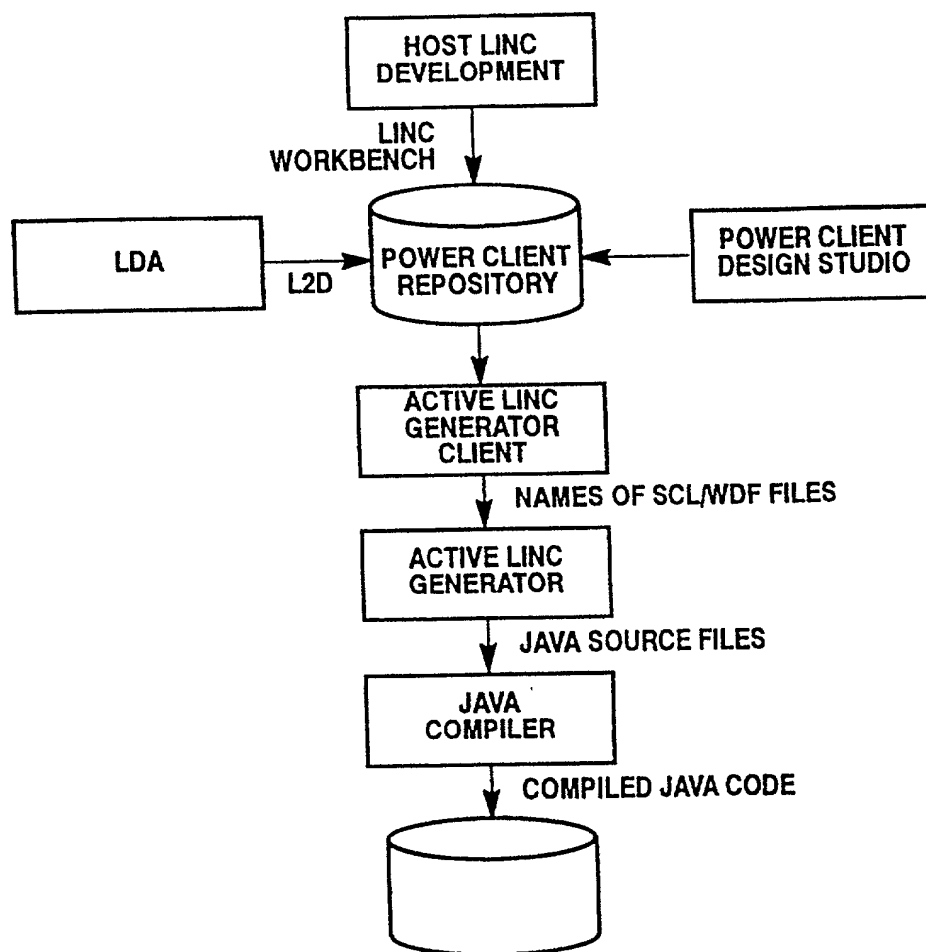 HOST LINC
DEVELOPMENT
LINC
WORKBENCH
LDA
L2D
POWER CLIENT
REPOSITORY
POWER CLIENT
DESIGN STUDIO
ACTIVE LINC
GENERATOR
CLIENT
NAMES OF SCL/WDF FILES
ACTIVE LINC
GENERATOR
JAVA SOURCE FILES
JAVA
COMPILER
COMPILED JAVA CODE